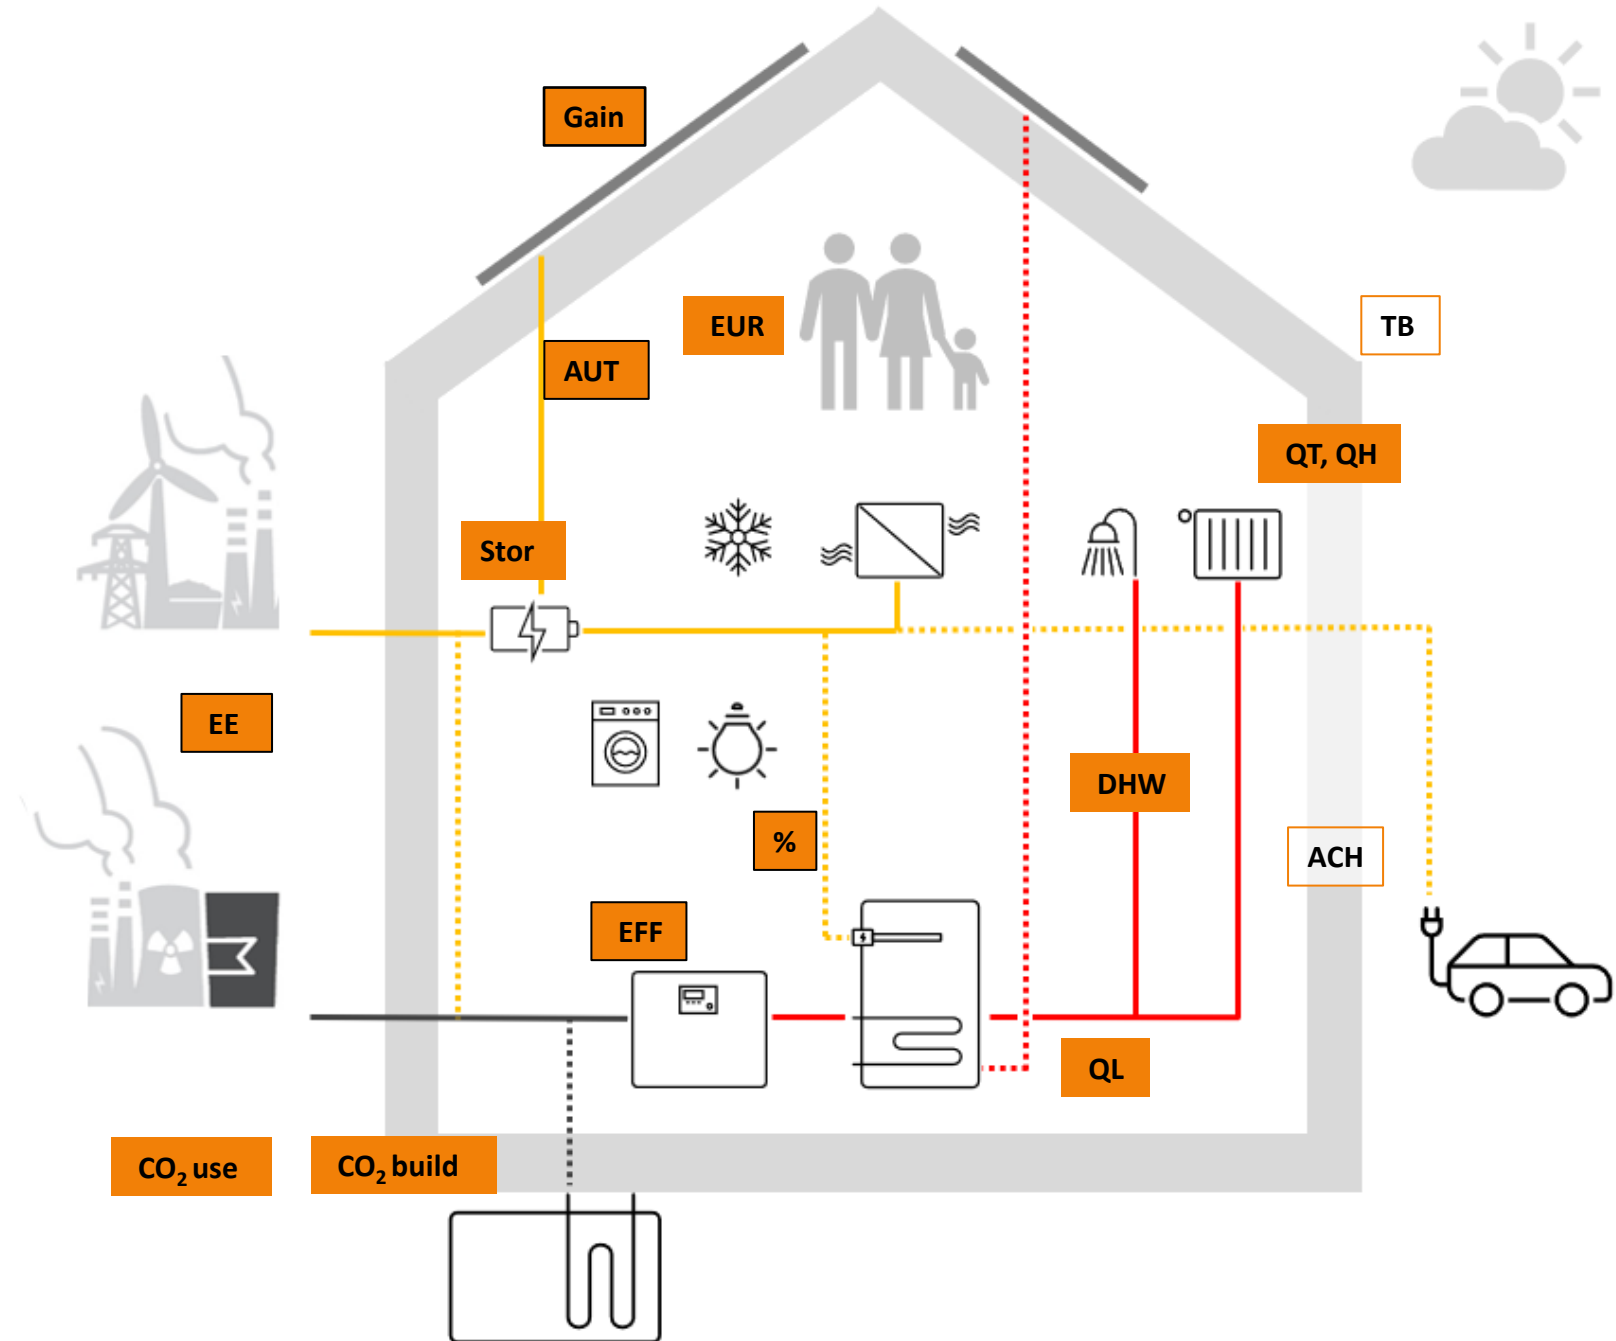 Gain
EUR
TB
AUT
QT, QH
Stor
EE
DHW
%
ACH
EFF
QL
CO₂ use
CO₂ build